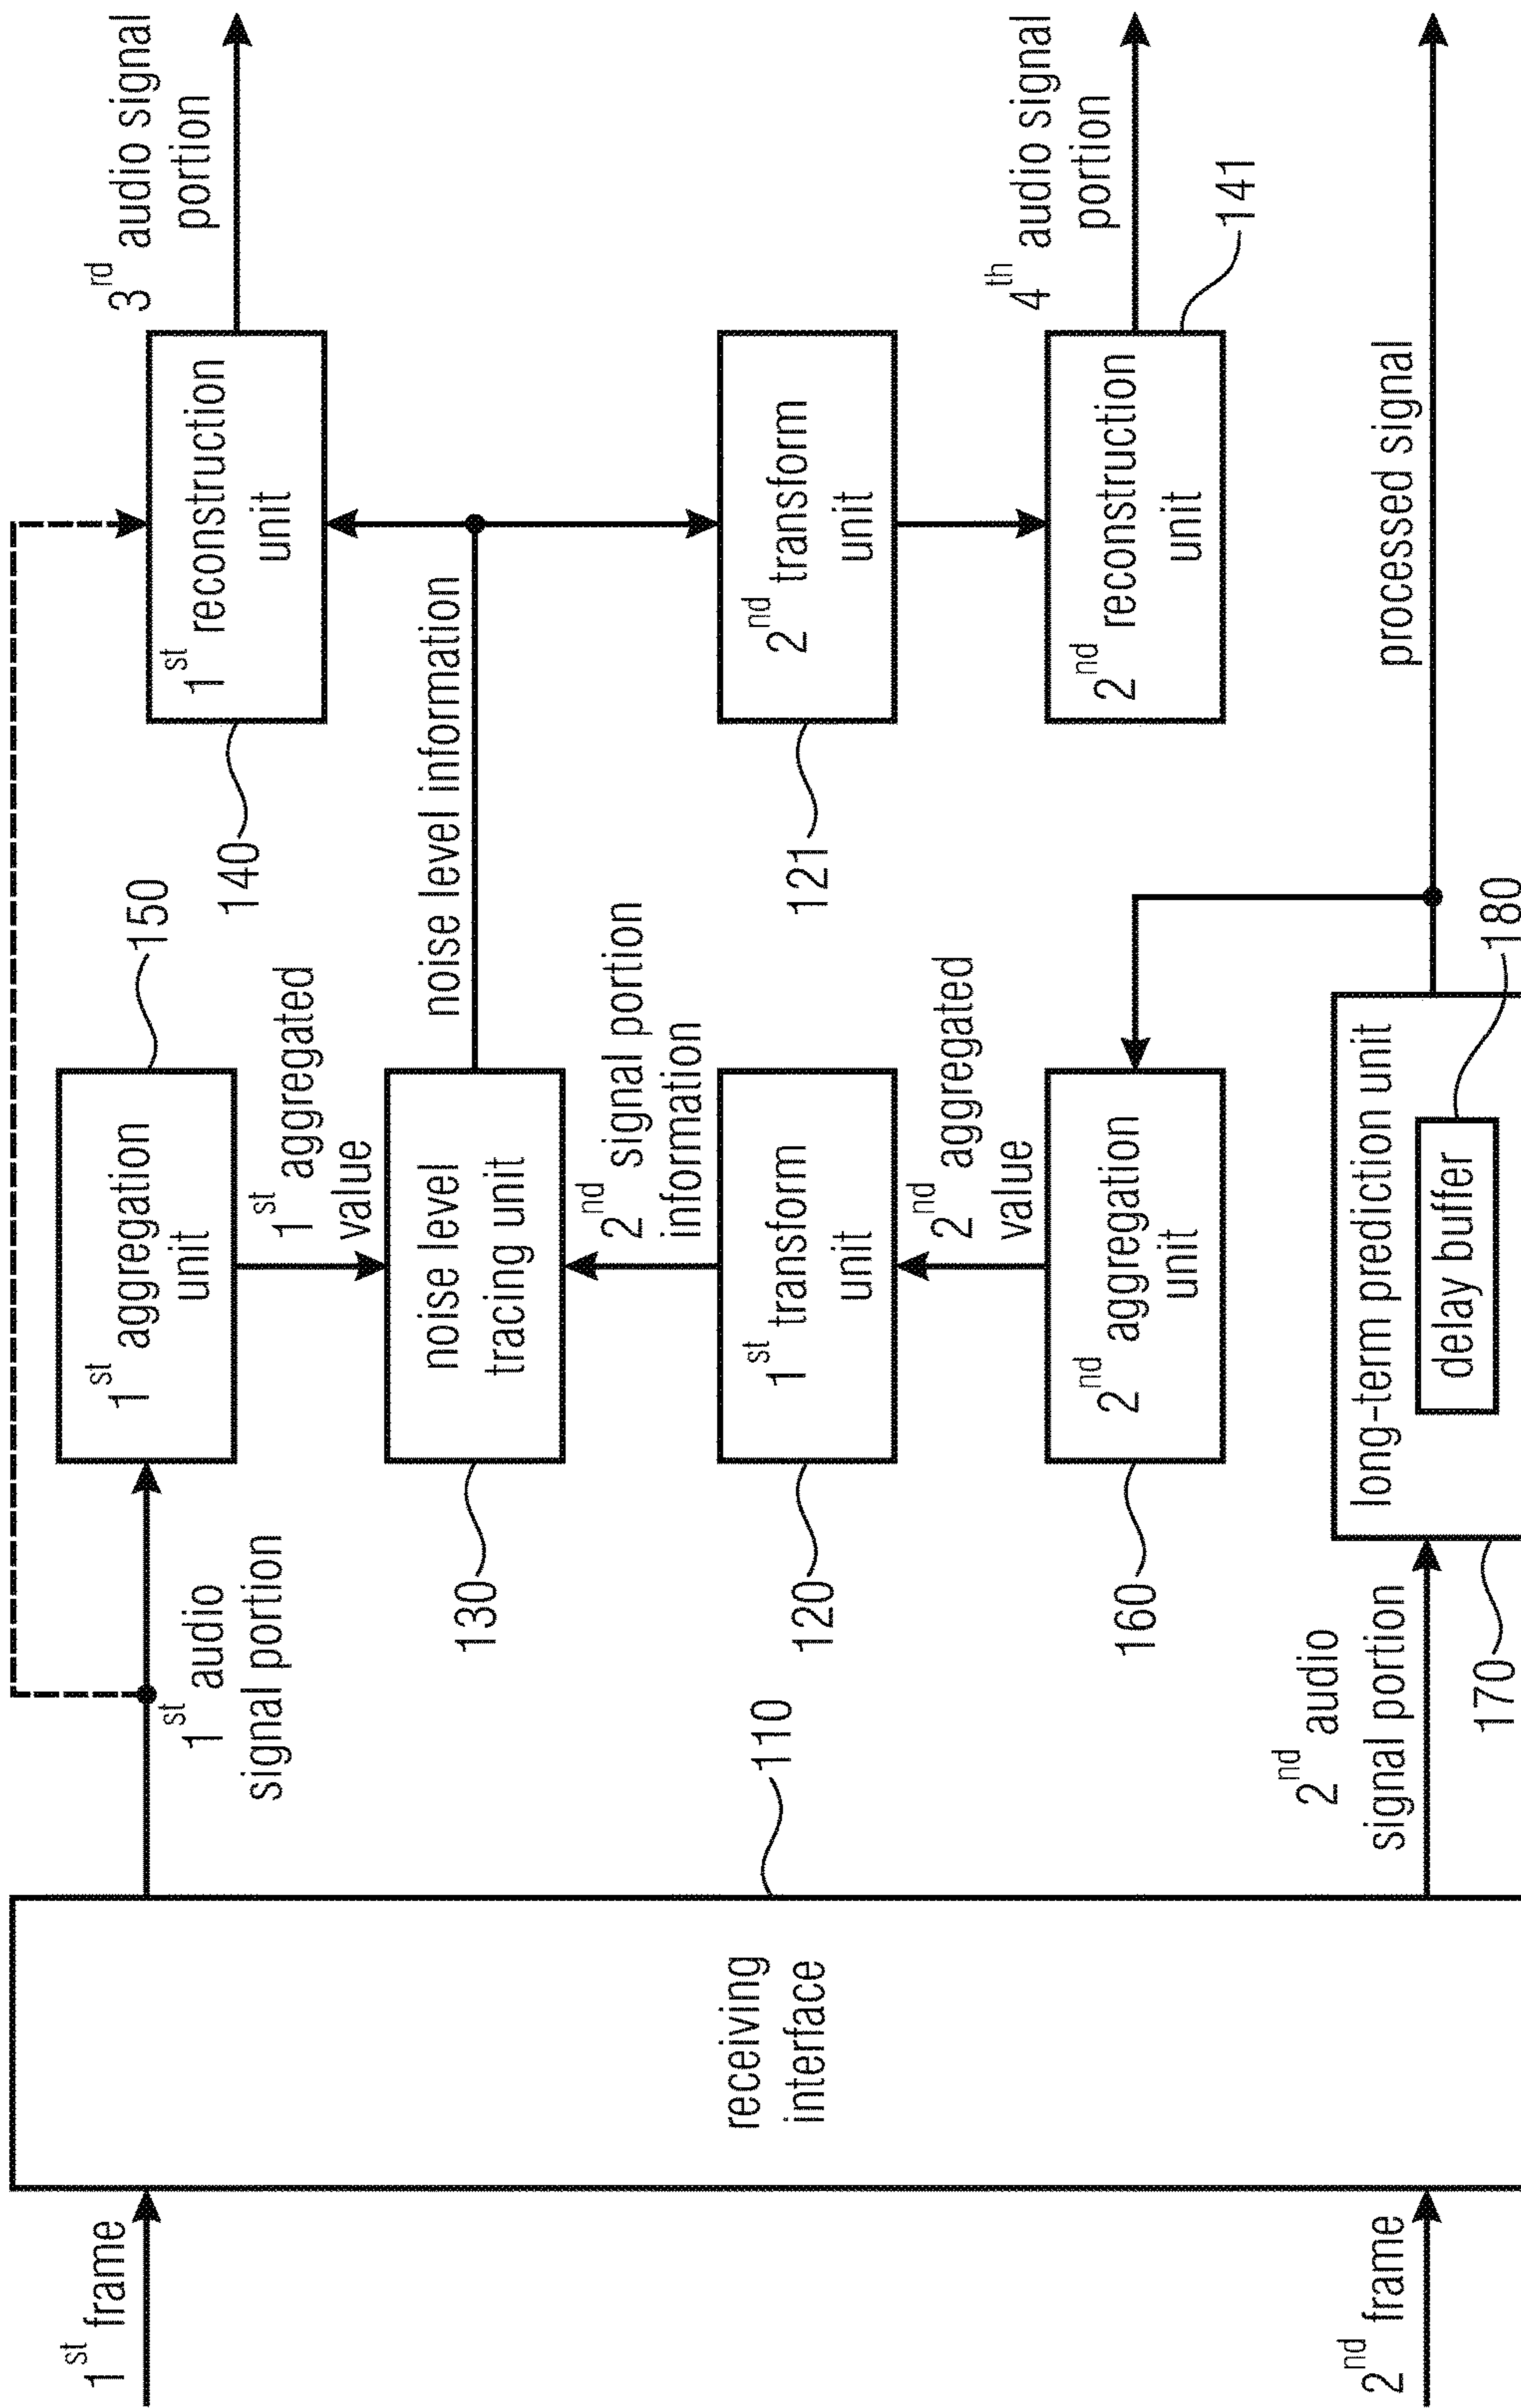 1st frame
2nd frame
receiving
interface
110
1st audio
signal portion
2nd audio
signal portion
1st aggregation
unit
150
1st aggregated
value
noise level
tracing unit
130
2nd signal portion
information
1st transform
unit
120
2nd aggregated
value
2nd aggregation
unit
160
long-term prediction unit
delay buffer
170
180
noise level information
1st reconstruction
unit
140
2nd transform
unit
121
2nd reconstruction
unit
141
3rd audio signal
portion
4th audio signal
portion
processed signal